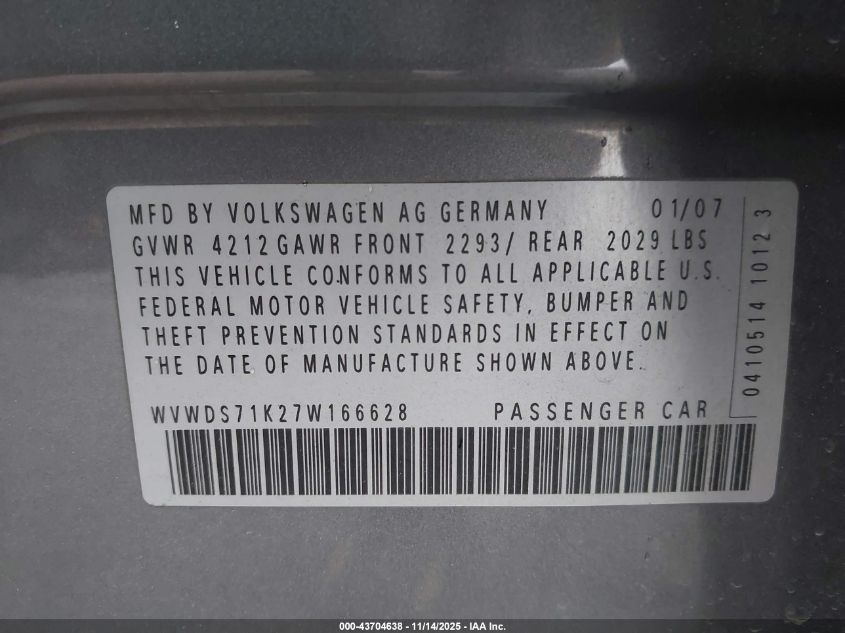 MFD BY VOLKSWAGEN AG GERMANY 01/07
GVWR 4212 GAWR FRONT 2293/ REAR 2029 LBS
THIS VEHICLE CONFORMS TO ALL APPLICABLE U.S.
FEDERAL MOTOR VEHICLE SAFETY, BUMPER AND
THEFT PREVENTION STANDARDS IN EFFECT ON
THE DATE OF MANUFACTURE SHOWN ABOVE.
WVWDS71K27W166628 PASSENGER CAR
0410514 1012 3
000-43704638 - 11/14/2025 - IAA Inc.